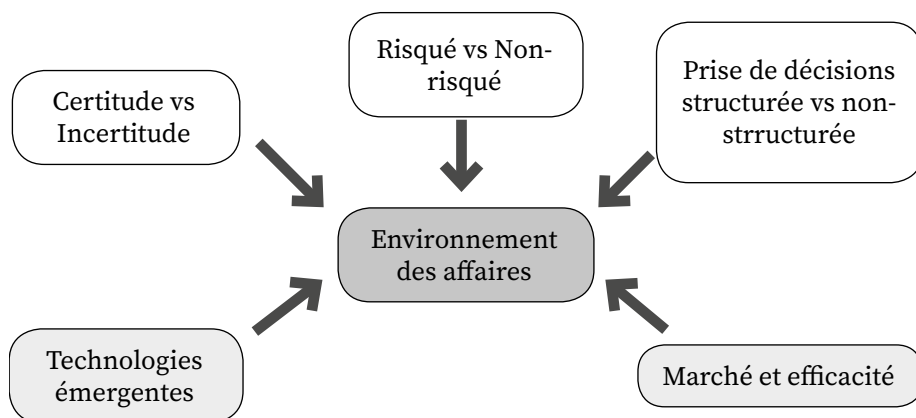 Certitude vs
Incertitude
Risqué vs Non-
risqué
Prise de décisions
structurée vs non-
strructurée
Environnement
des affaires
Technologies
émergentes
Marché et efficacité